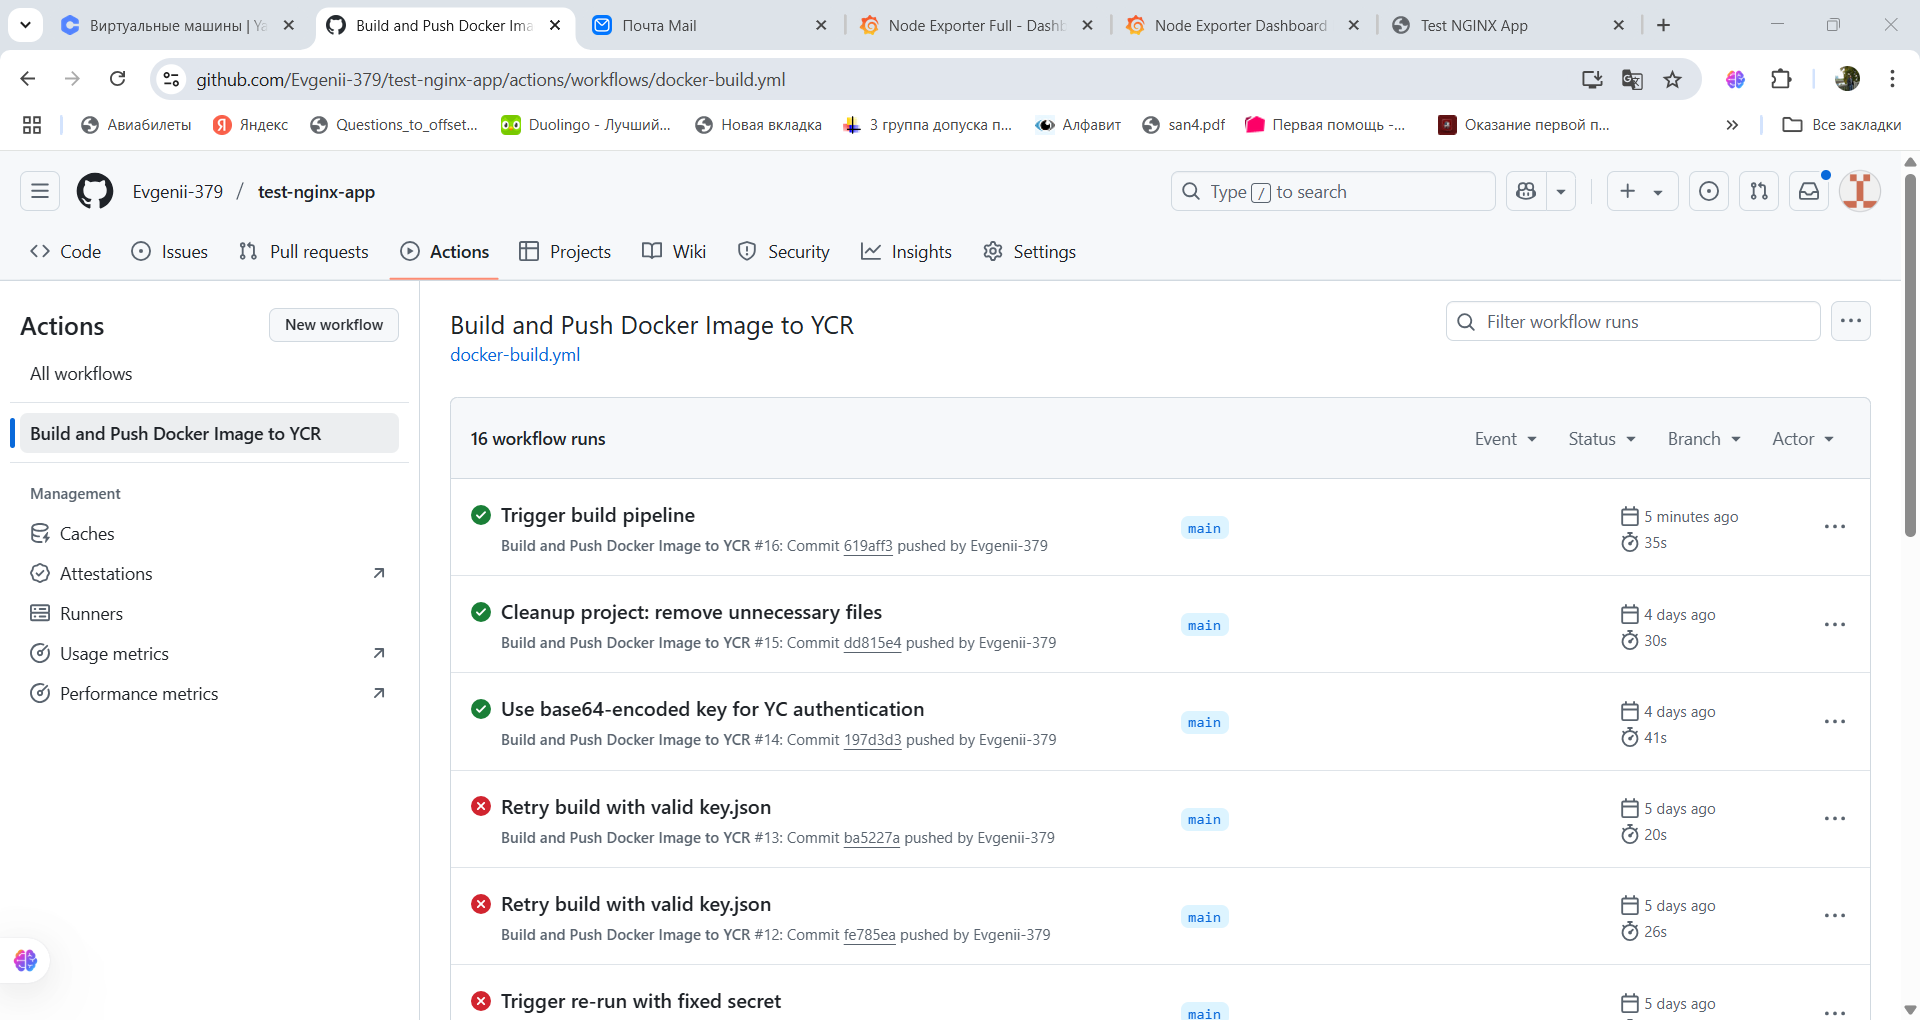 Виртуальные машины | Ya
Build and Push Docker Ima
Почта Mail
Node Exporter Full - Dashb
Node Exporter Dashboard
Test NGINX App
github.com/Evgenii-379/test-nginx-app/actions/workflows/docker-build.yml
Авиабилеты
Яндекс
Questions_to_offset...
Duolingo - Лучший...
Новая вкладка
3 группа допуска п...
Алфавит
san4.pdf
Первая помощь -...
Оказание первой п...
Все закладки
Evgenii-379 / test-nginx-app
Type / to search
Code
Issues
Pull requests
Actions
Projects
Wiki
Security
Insights
Settings
Actions
New workflow
All workflows
Build and Push Docker Image to YCR
Management
Caches
Attestations
Runners
Usage metrics
Performance metrics
Build and Push Docker Image to YCR
docker-build.yml
Filter workflow runs
16 workflow runs
Event
Status
Branch
Actor
Trigger build pipeline
Build and Push Docker Image to YCR #16: Commit 619aff3 pushed by Evgenii-379
main
5 minutes ago
35s
Cleanup project: remove unnecessary files
Build and Push Docker Image to YCR #15: Commit dd815e4 pushed by Evgenii-379
main
4 days ago
30s
Use base64-encoded key for YC authentication
Build and Push Docker Image to YCR #14: Commit 197d3d3 pushed by Evgenii-379
main
4 days ago
41s
Retry build with valid key.json
Build and Push Docker Image to YCR #13: Commit ba5227a pushed by Evgenii-379
main
5 days ago
20s
Retry build with valid key.json
Build and Push Docker Image to YCR #12: Commit fe785ea pushed by Evgenii-379
main
5 days ago
26s
Trigger re-run with fixed secret
main
5 days ago